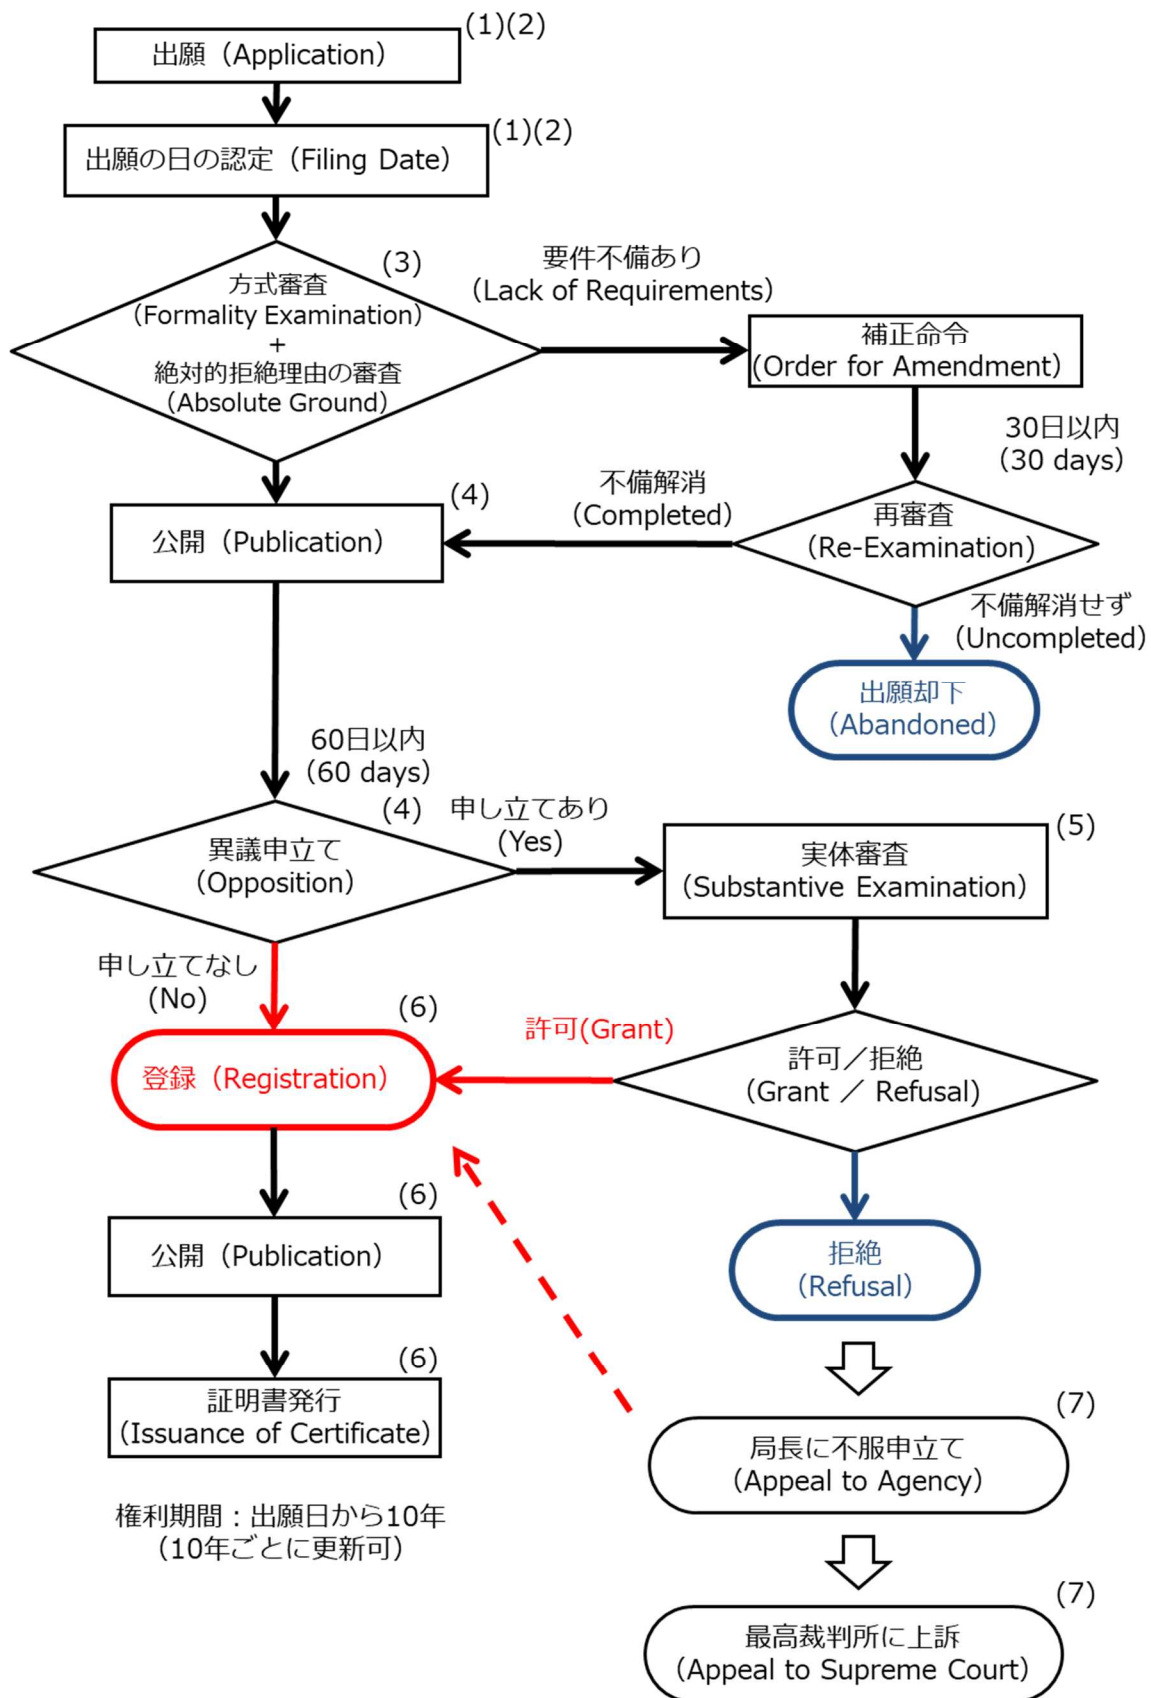 (1)(2)
出願（Application）
(1)(2)
出願の日の認定（Filing Date）
(3)
方式審査
（Formality Examination）
+
絶対的拒絶理由の審査
（Absolute Ground）
要件不備あり
（Lack of Requirements）
補正命令
（Order for Amendment）
30日以内
（30 days）
再審査
（Re-Examination）
不備解消
（Completed）
(4)
公開（Publication）
不備解消せず
（Uncompleted）
出願却下
（Abandoned）
60日以内
（60 days）
(4)
異議申立て
（Opposition）
申し立てあり
(Yes)
(5)
実体審査
（Substantive Examination）
申し立てなし
(No)
(6)
登録（Registration）
許可(Grant)
許可／拒絶
（Grant ／ Refusal）
(6)
公開（Publication）
拒絶
（Refusal）
(6)
証明書発行
（Issuance of Certificate）
権利期間：出願日から10年
（10年ごとに更新可）
(7)
局長に不服申立て
（Appeal to Agency）
(7)
最高裁判所に上訴
（Appeal to Supreme Court）